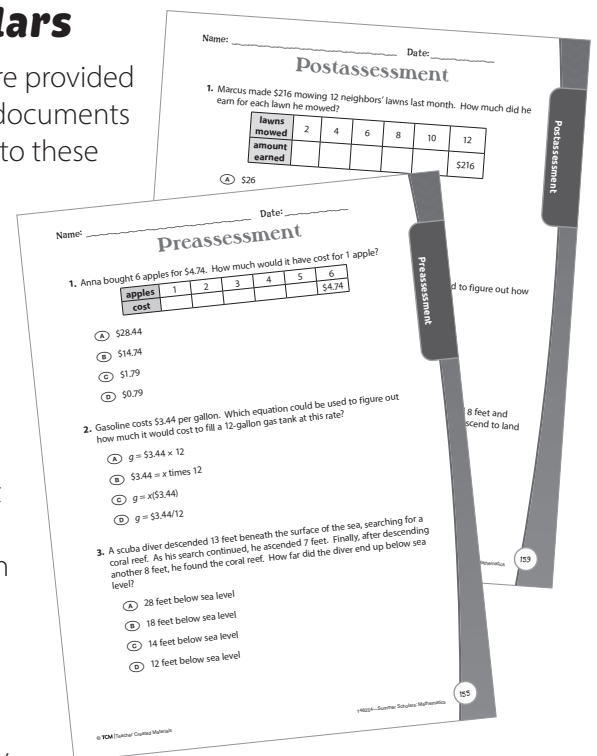 lars
re provided
documents
to these
Name:
Date:
Postassessment
1. Marcus made $216 mowing 12 neighbors' lawns last month. How much did he
earn for each lawn he mowed?
lawns mowed 2 4 6 8 10 12
amount earned $216
A $26
Postassessment
d to figure out how
8 feet and
scend to land
159
Name:
Date:
Preassessment
1. Anna bought 6 apples for $4.74. How much would it have cost for 1 apple?
apples 1 2 3 4 5 6
cost $4.74
A $28.44
B $14.74
C $1.79
D $0.79
Preassessment
2. Gasoline costs $3.44 per gallon. Which equation could be used to figure out
how much it would cost to fill a 12-gallon gas tank at this rate?
A g = $3.44 × 12
B $3.44 = x times 12
C g = x($3.44)
D g = $3.44/12
3. A scuba diver descended 13 feet beneath the surface of the sea, searching for a
coral reef. As his search continued, he ascended 7 feet. Finally, after descending
another 8 feet, he found the coral reef. How far did the diver end up below sea
level?
A 28 feet below sea level
B 18 feet below sea level
C 14 feet below sea level
D 12 feet below sea level
© TCM | Teacher Created Materials
Summer Scholars: Mathematics
155